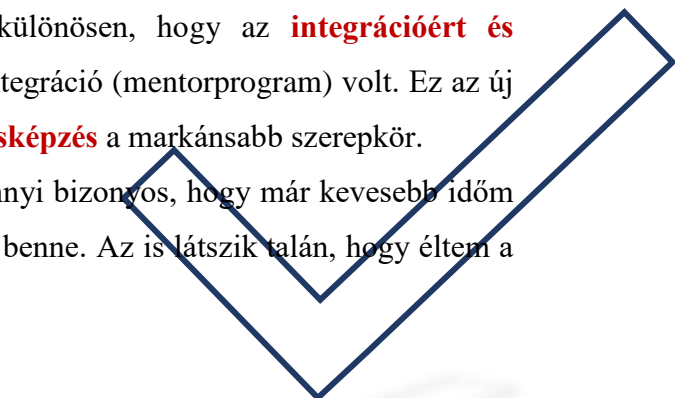 különösen, hogy az integrációért és
tegráció (mentorprogram) volt. Ez az új
sképzés a markánsabb szerepkör.
nnyi bizonyos, hogy már kevesebb időm
benne. Az is látszik talán, hogy éltem a